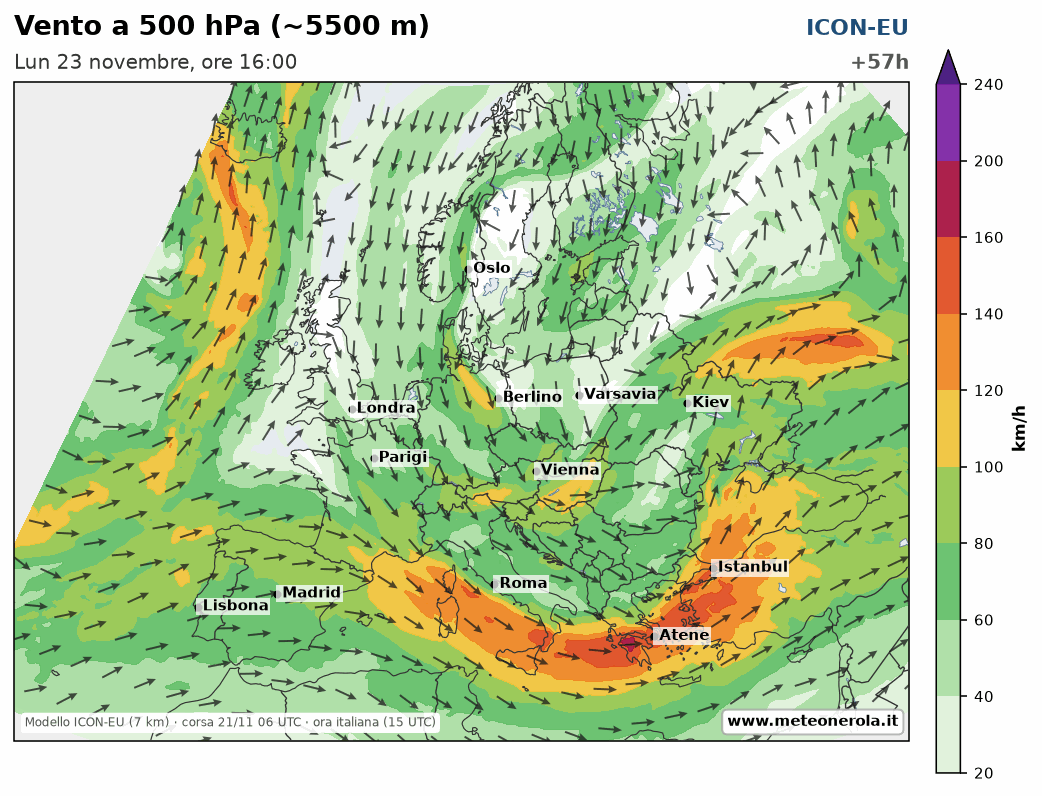 Vento a 500 hPa (~5500 m)
ICON-EU
Lun 23 novembre, ore 16:00
+57h
240
200
160
140
120
100
80
60
40
20
km/h
Oslo
Berlino
Varsavia
Kiev
Londra
Parigi
Vienna
Istanbul
Roma
Madrid
Lisbona
Atene
Modello ICON-EU (7 km) · corsa 21/11 06 UTC · ora italiana (15 UTC)
www.meteonerola.it